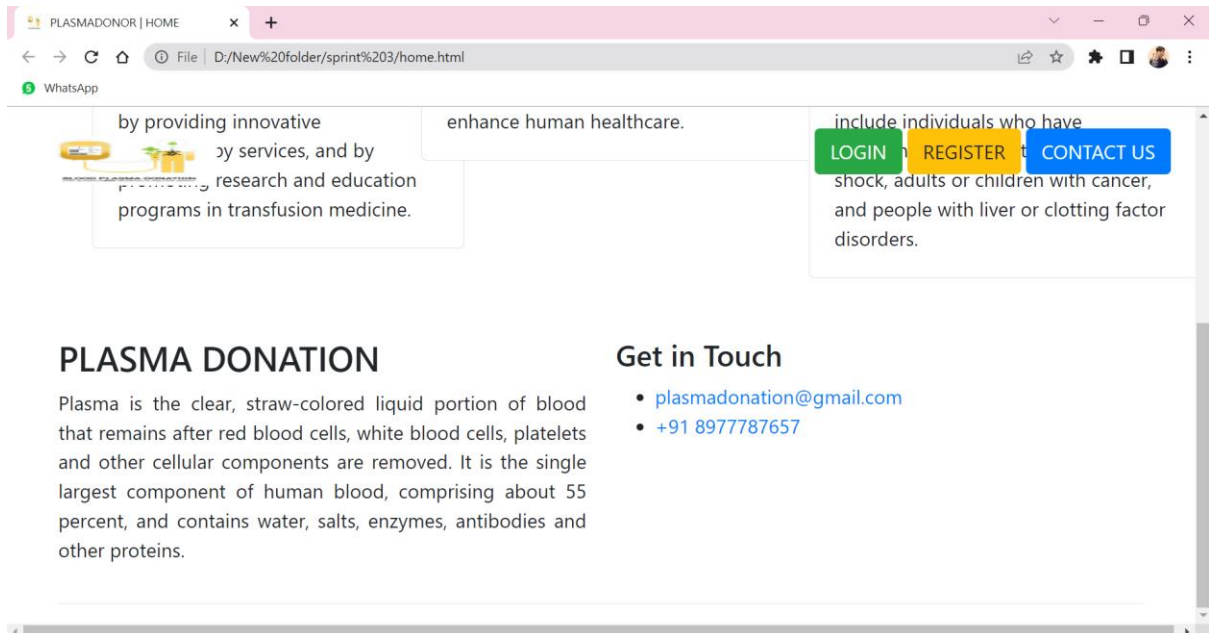 PLASMADONOR | HOME
File
D:/New%20folder/sprint%203/home.html
WhatsApp
by providing innovative
by services, and by
research and education
programs in transfusion medicine.
enhance human healthcare.
include individuals who have
shock, adults or children with cancer,
and people with liver or clotting factor
disorders.
BLOOD PLASMA DONATION
LOGIN
REGISTER
CONTACT US
PLASMA DONATION
Plasma is the clear, straw-colored liquid portion of blood
that remains after red blood cells, white blood cells, platelets
and other cellular components are removed. It is the single
largest component of human blood, comprising about 55
percent, and contains water, salts, enzymes, antibodies and
other proteins.
Get in Touch
plasmadonation@gmail.com
+91 8977787657